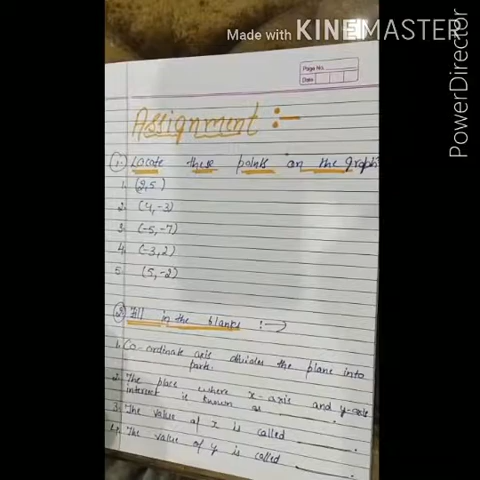 Made with KINEMASTER
PowerDirector
Page No.
Date
Assignment :-
1. Locate these points on the graph
1. (2,5)
2. (4,-3)
3. (-5,-7)
4. (-3,2)
5. (5,-2)
2. Fill in the blanks :-
1. Co-ordinate axis divides the plane into
parts.
2. The place where x-axis and y-axis
intersect is known as ______.
3. The value of x is called ______.
4. The value of y is called ______.